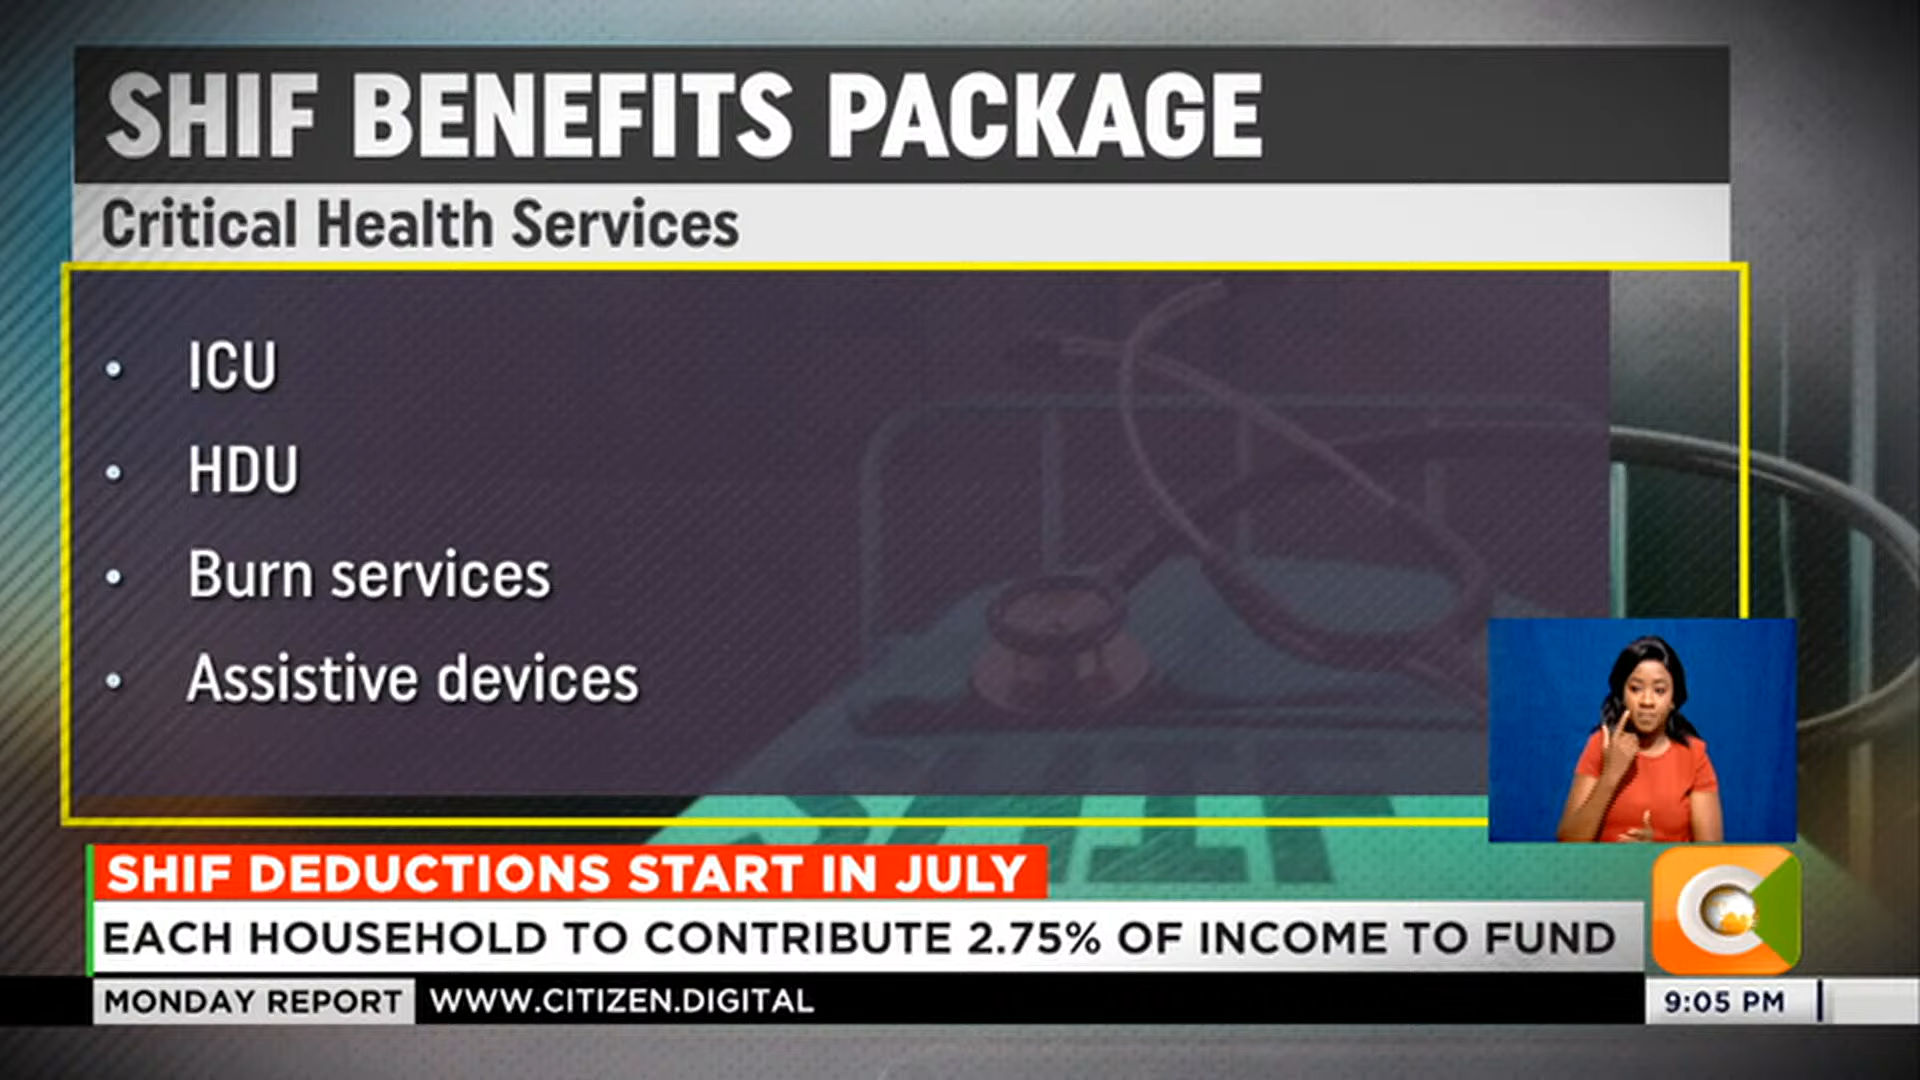 SHIF BENEFITS PACKAGE
Critical Health Services
• ICU
• HDU
• Burn services
• Assistive devices
SHIF
SHIF DEDUCTIONS START IN JULY
EACH HOUSEHOLD TO CONTRIBUTE 2.75% OF INCOME TO FUND
MONDAY REPORT WWW.CITIZEN.DIGITAL
9:05 PM